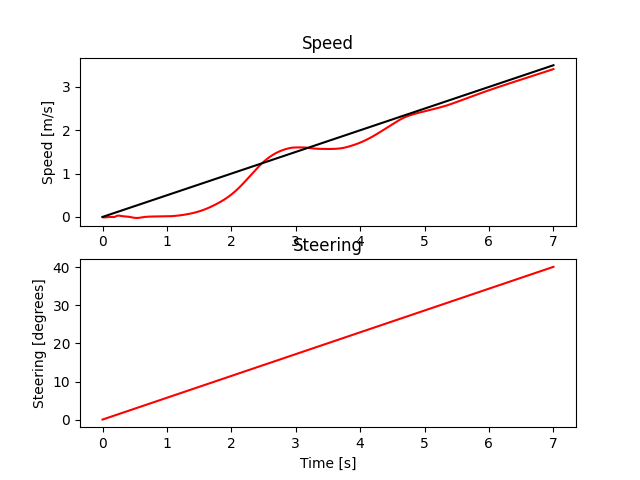 Speed
Speed [m/s]
3
2
1
0
0 1 2 3 4 5 6 7
Steering
Steering [degrees]
40
30
20
10
0
0 1 2 3 4 5 6 7
Time [s]